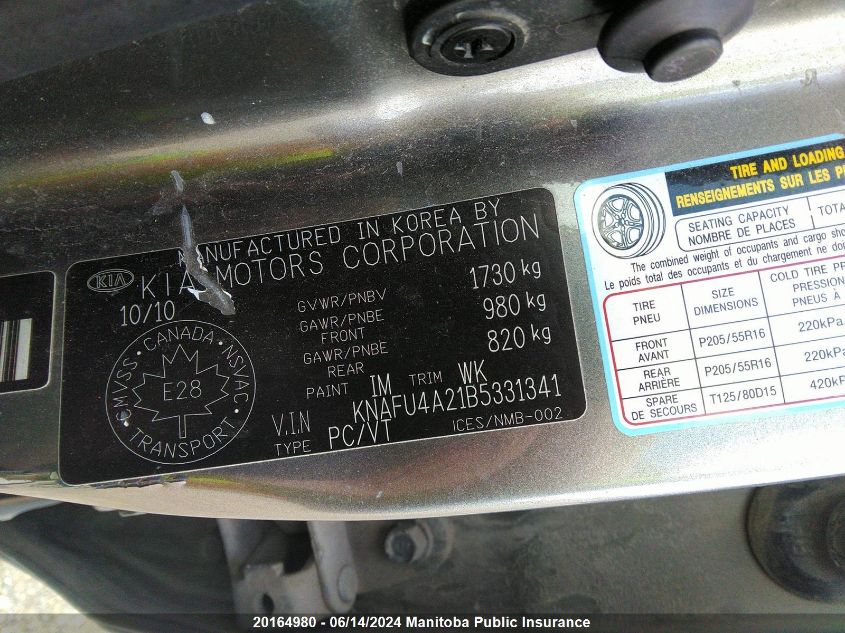 MANUFACTURED IN KOREA BY
KIA MOTORS CORPORATION
KIA
10/10
GVWR/PNBV 1730 kg
GAWR/PNBE FRONT 980 kg
GAWR/PNBE REAR 820 kg
PAINT IM TRIM WK
V.I.N KNAFU4A21B5331341
TYPE PC/VT ICES/NMB-002
CMVSS · CANADA · NSVAC · TRANSPORT
E28
TIRE AND LOADING
RENSEIGNEMENTS SUR LES
SEATING CAPACITY
NOMBRE DE PLACES
The combined weight of occupants and cargo
Le poids total des occupants et du chargement ne
TIRE PNEU
SIZE DIMENSIONS
COLD TIRE
PNEUS À
FRONT AVANT P205/55R16 220kPa
REAR ARRIÈRE P205/55R16 220kPa
SPARE DE SECOURS T125/80D15 420kP
20164980 - 06/14/2024 Manitoba Public Insurance